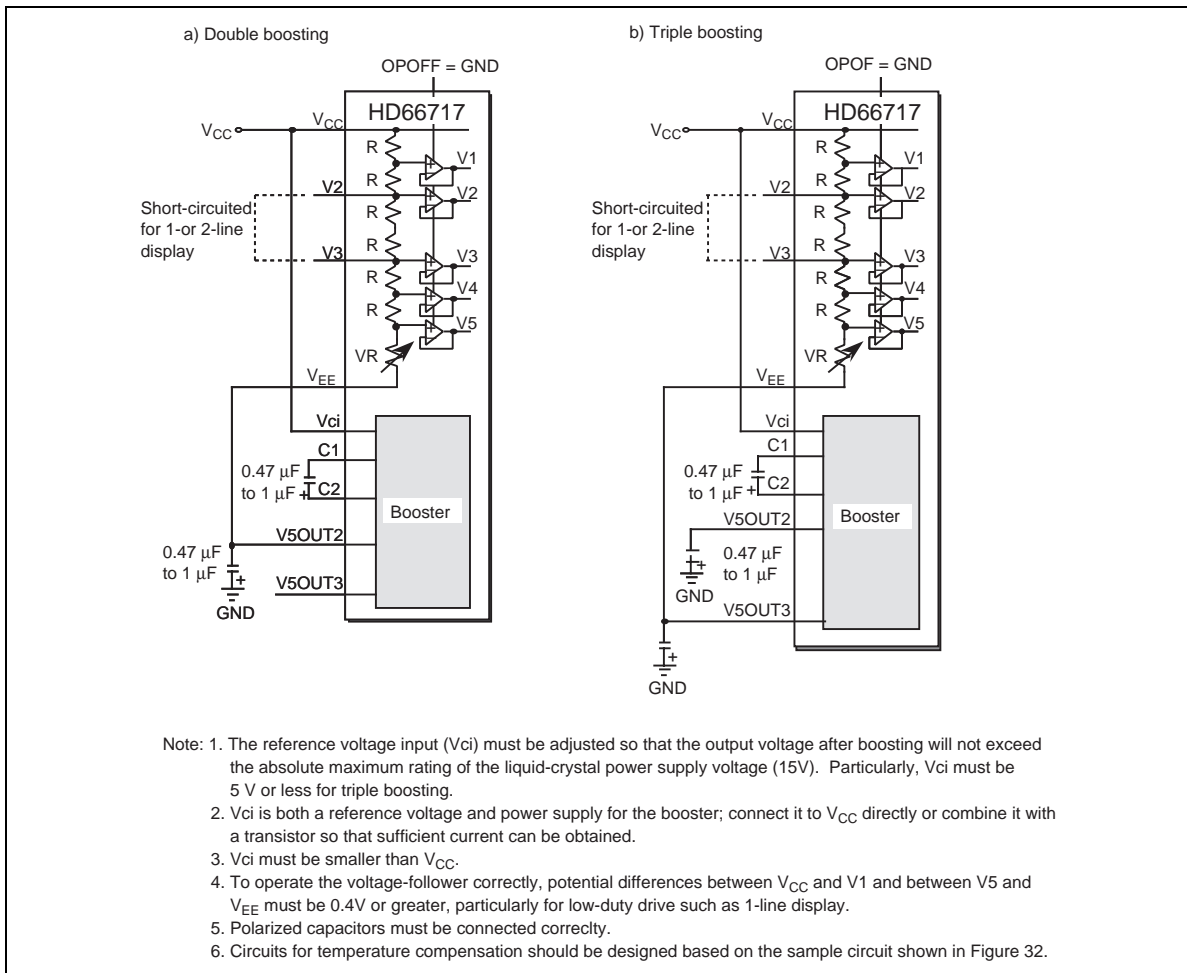 a) Double boosting
OPOFF = GND
HD66717
VCC
VCC
R
V1
R
V2
V2
R
Short-circuited
for 1-or 2-line
display
R
V3
V3
R
V4
R
V5
VR
VEE
Vci
C1
0.47 µF
to 1 µF
+
C2
Booster
V5OUT2
0.47 µF
to 1 µF
+
V5OUT3
GND
b) Triple boosting
OPOF = GND
HD66717
VCC
VCC
R
V1
R
V2
V2
R
Short-circuited
for 1-or 2-line
display
R
V3
V3
R
V4
R
V5
VR
VEE
Vci
C1
0.47 µF
to 1 µF
+
C2
Booster
V5OUT2
0.47 µF
to 1 µF
+
GND
V5OUT3
+
GND
Note: 1. The reference voltage input (Vci) must be adjusted so that the output voltage after boosting will not exceed
the absolute maximum rating of the liquid-crystal power supply voltage (15V). Particularly, Vci must be
5 V or less for triple boosting.
2. Vci is both a reference voltage and power supply for the booster; connect it to VCC directly or combine it with
a transistor so that sufficient current can be obtained.
3. Vci must be smaller than VCC.
4. To operate the voltage-follower correctly, potential differences between VCC and V1 and between V5 and
VEE must be 0.4V or greater, particularly for low-duty drive such as 1-line display.
5. Polarized capacitors must be connected correclty.
6. Circuits for temperature compensation should be designed based on the sample circuit shown in Figure 32.